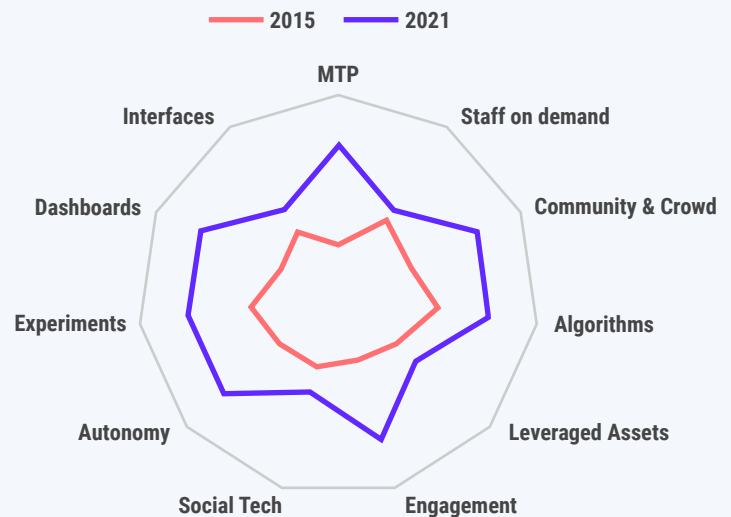 2015
2021
MTP
Interfaces
Staff on demand
Dashboards
Community & Crowd
Experiments
Algorithms
Autonomy
Leveraged Assets
Social Tech
Engagement